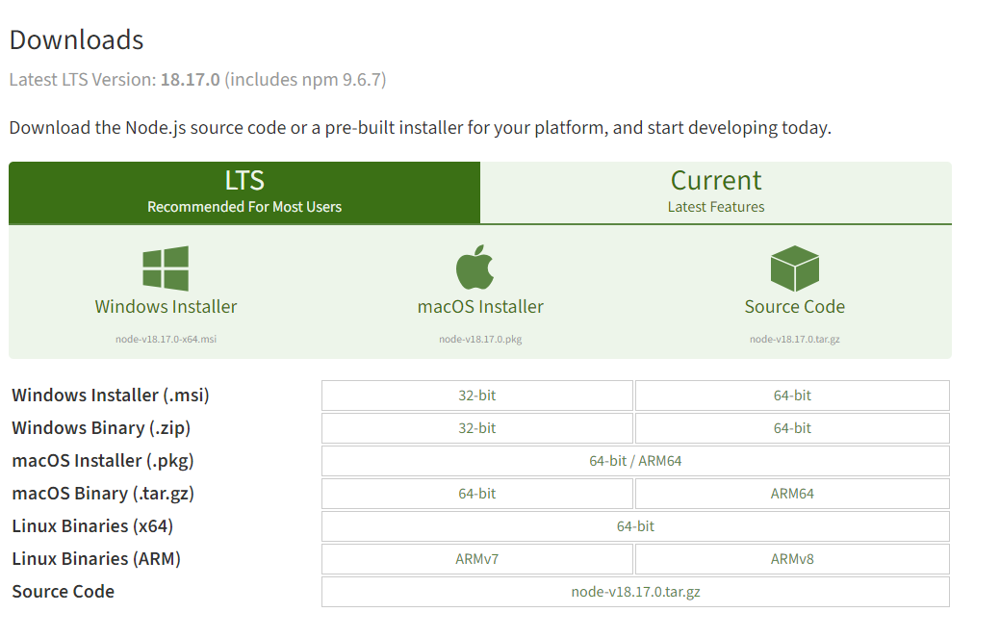 Downloads
Latest LTS Version: 18.17.0 (includes npm 9.6.7)
Download the Node.js source code or a pre-built installer for your platform, and start developing today.
LTS
Recommended For Most Users
Current
Latest Features
Windows Installer
node-v18.17.0-x64.msi
macOS Installer
node-v18.17.0.pkg
Source Code
node-v18.17.0.tar.gz
Windows Installer (.msi) 32-bit 64-bit
Windows Binary (.zip) 32-bit 64-bit
macOS Installer (.pkg) 64-bit / ARM64
macOS Binary (.tar.gz) 64-bit ARM64
Linux Binaries (x64) 64-bit
Linux Binaries (ARM) ARMv7 ARMv8
Source Code node-v18.17.0.tar.gz